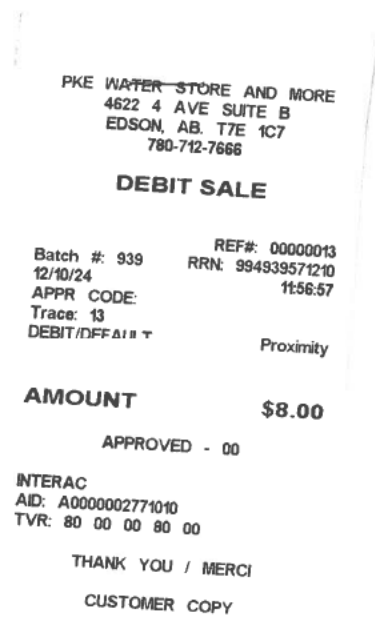 PKE WATER STORE AND MORE
4622 4 AVE SUITE B
EDSON, AB. T7E 1C7
780-712-7666
DEBIT SALE
REF#: 00000013
Batch #: 939 RRN: 994939571210
12/10/24 11:56:57
APPR CODE:
Trace: 13
DEBIT/DEFAULT Proximity
AMOUNT $8.00
APPROVED - 00
INTERAC
AID: A0000002771010
TVR: 80 00 00 80 00
THANK YOU / MERCI
CUSTOMER COPY